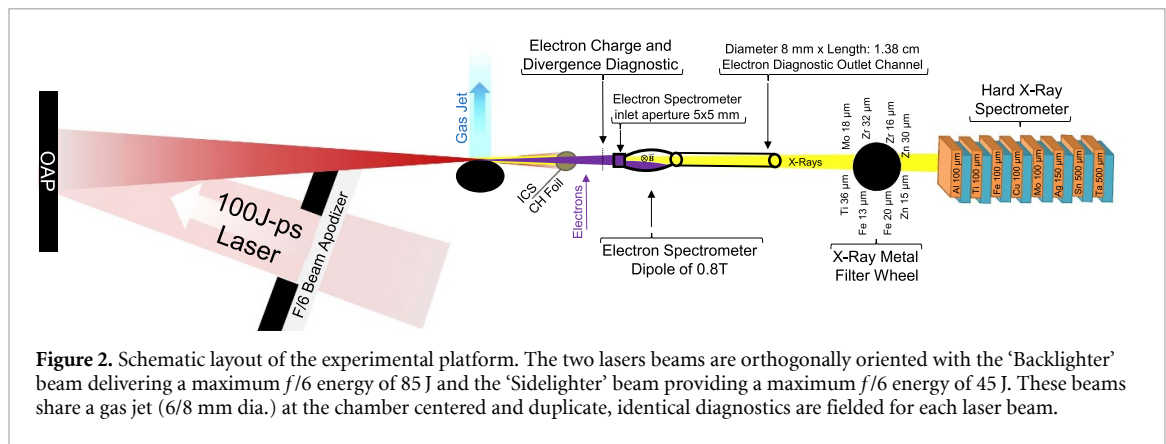 Electron Charge and
Divergence Diagnostic
Diameter 8 mm x Length: 1.38 cm
Electron Diagnostic Outlet Channel
Electron Spectrometer
inlet aperture 5x5 mm
Hard X-Ray
Spectrometer
OAP
Gas Jet
100J-ps
Laser
F/6 Beam Apodizer
ICS
CH Foil
Electrons
⊗B
X-Rays
Electron Spectrometer
Dipole of 0.8T
Mo 18 µm
Zr 32 µm
Zr 16 µm
Zn 30 µm
Ti 36 µm
Fe 13 µm
Fe 20 µm
Zn 15 µm
X-Ray Metal
Filter Wheel
Al 100 µm
Ti 100 µm
Fe 100 µm
Cu 100 µm
Mo 100 µm
Ag 150 µm
Sn 500 µm
Ta 500 µm
Figure 2. Schematic layout of the experimental platform. The two lasers beams are orthogonally oriented with the ‘Backlighter’
beam delivering a maximum f/6 energy of 85 J and the ‘Sidelighter’ beam providing a maximum f/6 energy of 45 J. These beams
share a gas jet (6/8 mm dia.) at the chamber centered and duplicate, identical diagnostics are fielded for each laser beam.